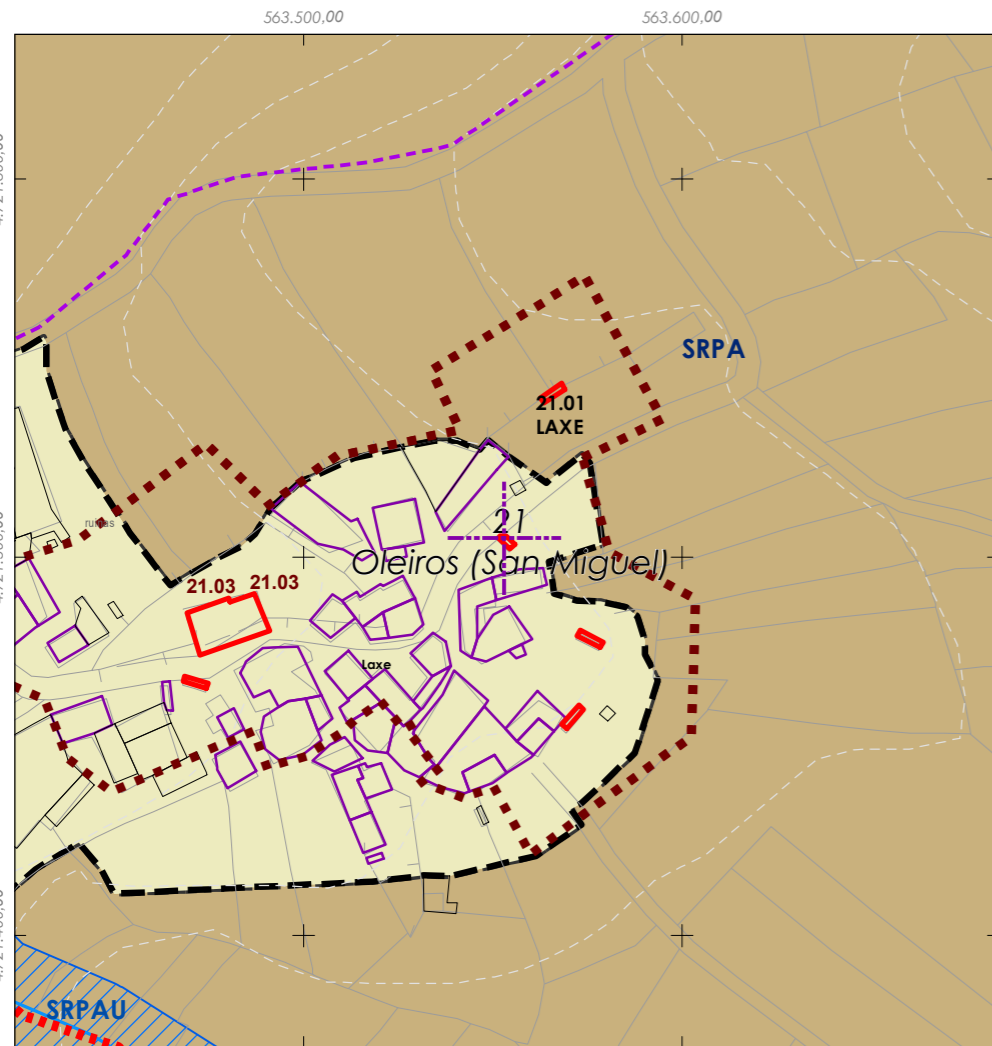 563.500,00
563.600,00
SRPA
21.01
LAXE
21
Oleiros (San Miguel)
21.03
21.03
Laxe
SRPAU